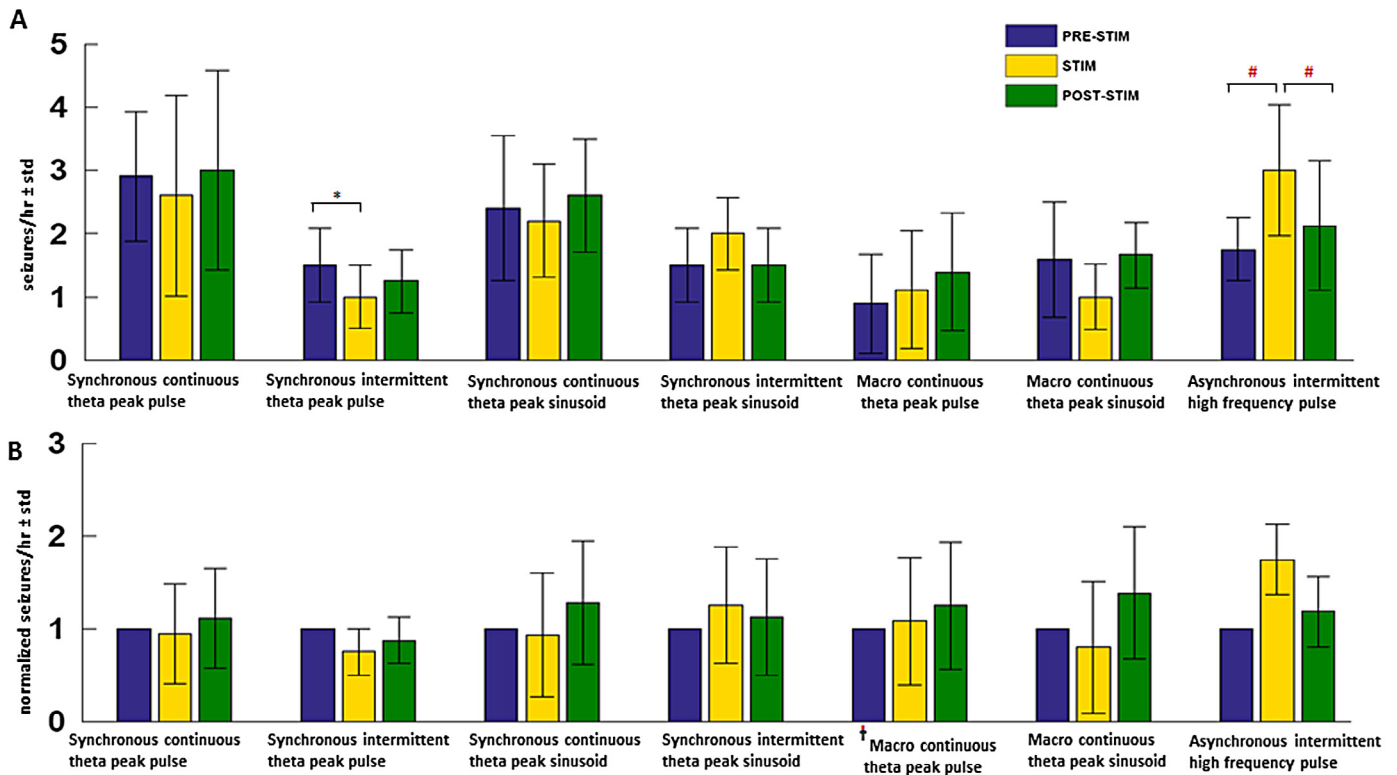 A
PRE-STIM
STIM
POST-STIM
5
4
3
2
1
0
seizures/hr ± std
*
#
#
Synchronous continuous
theta peak pulse
Synchronous intermittent
theta peak pulse
Synchronous continuous
theta peak sinusoid
Synchronous intermittent
theta peak sinusoid
Macro continuous
theta peak pulse
Macro continuous
theta peak sinusoid
Asynchronous intermittent
high frequency pulse
B
3
2
1
0
normalized seizures/hr ± std
Synchronous continuous
theta peak pulse
Synchronous intermittent
theta peak pulse
Synchronous continuous
theta peak sinusoid
Synchronous intermittent
theta peak sinusoid
† Macro continuous
theta peak pulse
Macro continuous
theta peak sinusoid
Asynchronous intermittent
high frequency pulse